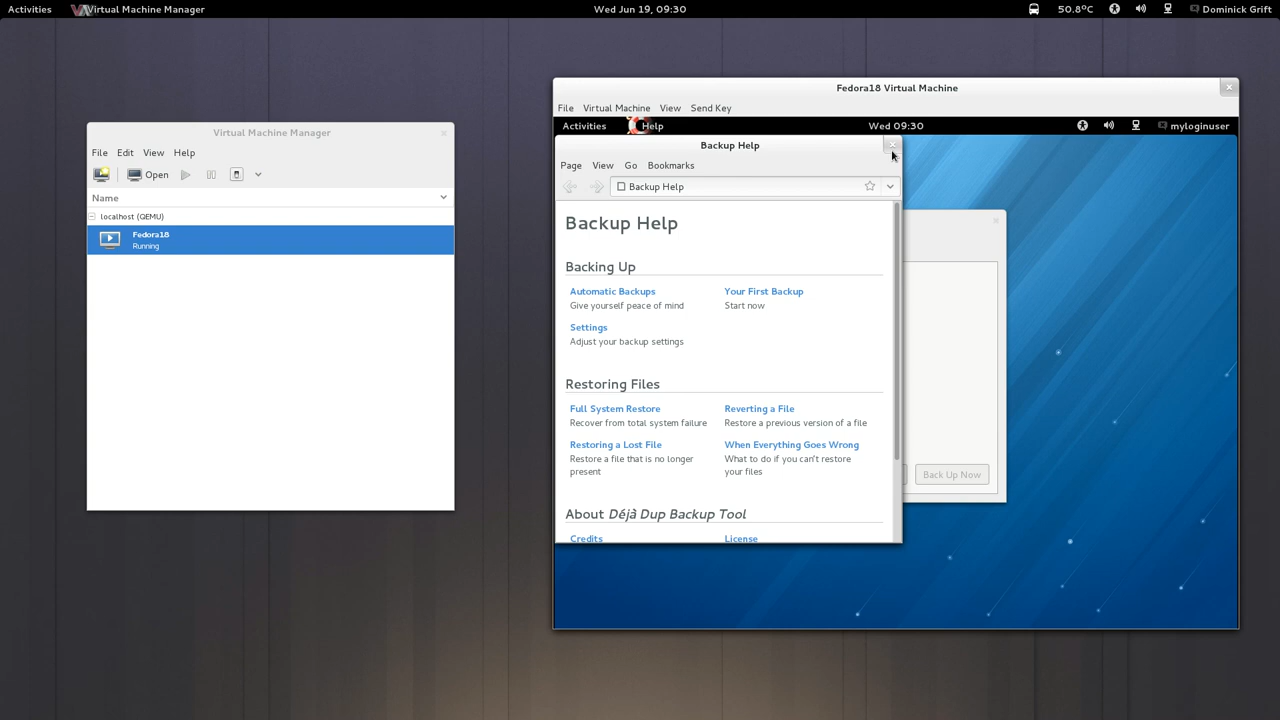 Activities Virtual Machine Manager Wed Jun 19, 09:30 50.8°C Dominick Grift
Virtual Machine Manager
File Edit View Help
Open
Name
localhost (QEMU)
Fedora18
Running
Fedora18 Virtual Machine
File Virtual Machine View Send Key
Activities Help Wed 09:30 myloginuser
Backup Help
Page View Go Bookmarks
Backup Help
Backup Help
Backing Up
Automatic Backups Your First Backup
Give yourself peace of mind Start now
Settings
Adjust your backup settings
Restoring Files
Full System Restore Reverting a File
Recover from total system failure Restore a previous version of a file
Restoring a Lost File When Everything Goes Wrong
Restore a file that is no longer What to do if you can't restore
present your files
Back Up Now
About Déjà Dup Backup Tool
Credits License